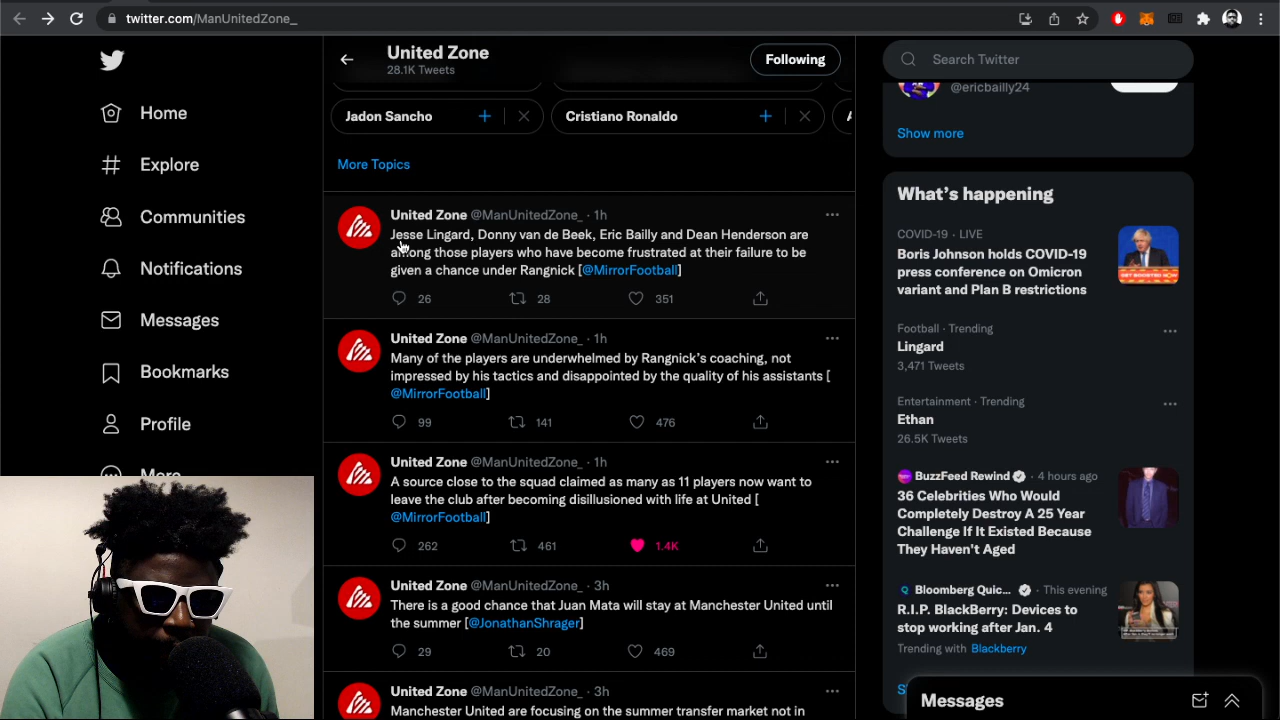 twitter.com/ManUnitedZone_
United Zone
28.1K Tweets
Following
Search Twitter
Home
Explore
Communities
Notifications
Messages
Bookmarks
Profile
More
Jadon Sancho
Cristiano Ronaldo
More Topics
United Zone @ManUnitedZone_ · 1h
Jesse Lingard, Donny van de Beek, Eric Bailly and Dean Henderson are
among those players who have become frustrated at their failure to be
given a chance under Rangnick [@MirrorFootball]
26 28 351
United Zone @ManUnitedZone_ · 1h
Many of the players are underwhelmed by Rangnick's coaching, not
impressed by his tactics and disappointed by the quality of his assistants [
@MirrorFootball]
99 141 476
United Zone @ManUnitedZone_ · 1h
A source close to the squad claimed as many as 11 players now want to
leave the club after becoming disillusioned with life at United [
@MirrorFootball]
262 461 1.4K
United Zone @ManUnitedZone_ · 3h
There is a good chance that Juan Mata will stay at Manchester United until
the summer [@JonathanShrager]
29 20 469
United Zone @ManUnitedZone_ · 3h
Manchester United are focusing on the summer transfer market not in
@ericbailly24
Show more
What's happening
COVID-19 · LIVE
Boris Johnson holds COVID-19
press conference on Omicron
variant and Plan B restrictions
Football · Trending
Lingard
3,471 Tweets
Entertainment · Trending
Ethan
26.5K Tweets
BuzzFeed Rewind · 4 hours ago
36 Celebrities Who Would
Completely Destroy A 25 Year
Challenge If It Existed Because
They Haven't Aged
Bloomberg Quic... · This evening
R.I.P. BlackBerry: Devices to
stop working after Jan. 4
Trending with Blackberry
Messages